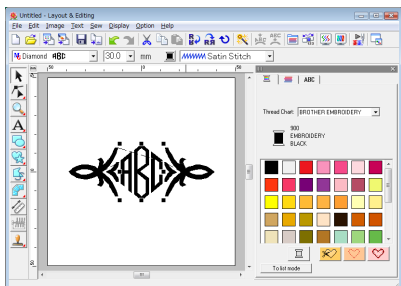 Untitled - Layout & Editing
File Edit Image Text Sew Display Option Help
Diamond ABC 30.0 mm Satin Stitch
ABC
Thread Chart: BROTHER EMBROIDERY
900
EMBROIDERY
BLACK
ABC
To list mode